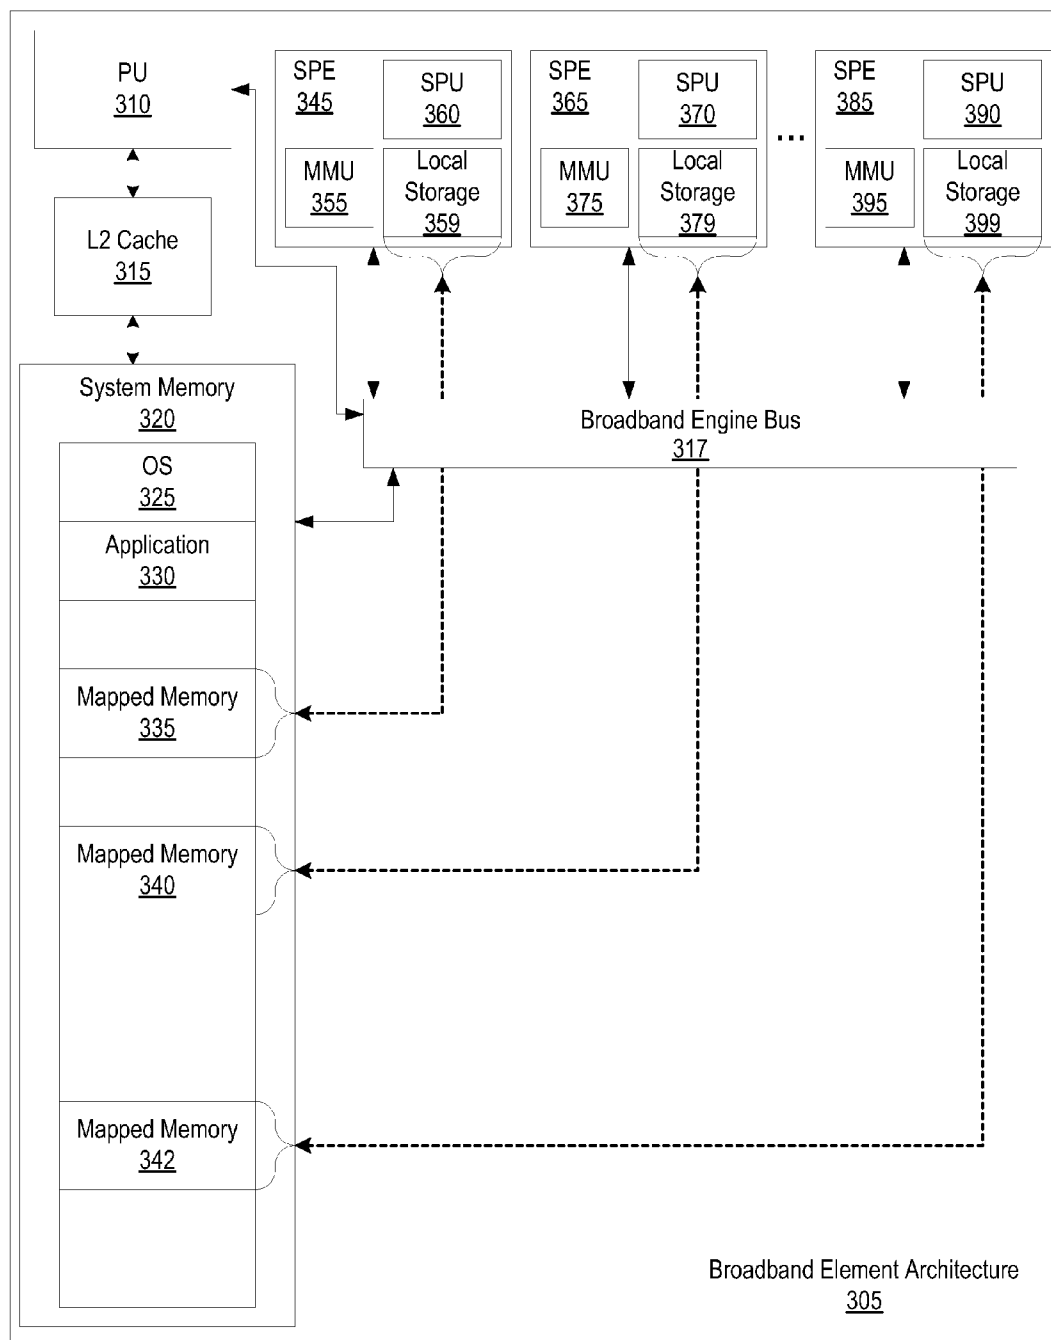 PU
310
SPE
345
SPU
360
MMU
355
Local
Storage
359
SPE
365
SPU
370
MMU
375
Local
Storage
379
...
SPE
385
SPU
390
MMU
395
Local
Storage
399
L2 Cache
315
System Memory
320
Broadband Engine Bus
317
OS
325
Application
330
Mapped Memory
335
Mapped Memory
340
Mapped Memory
342
Broadband Element Architecture
305